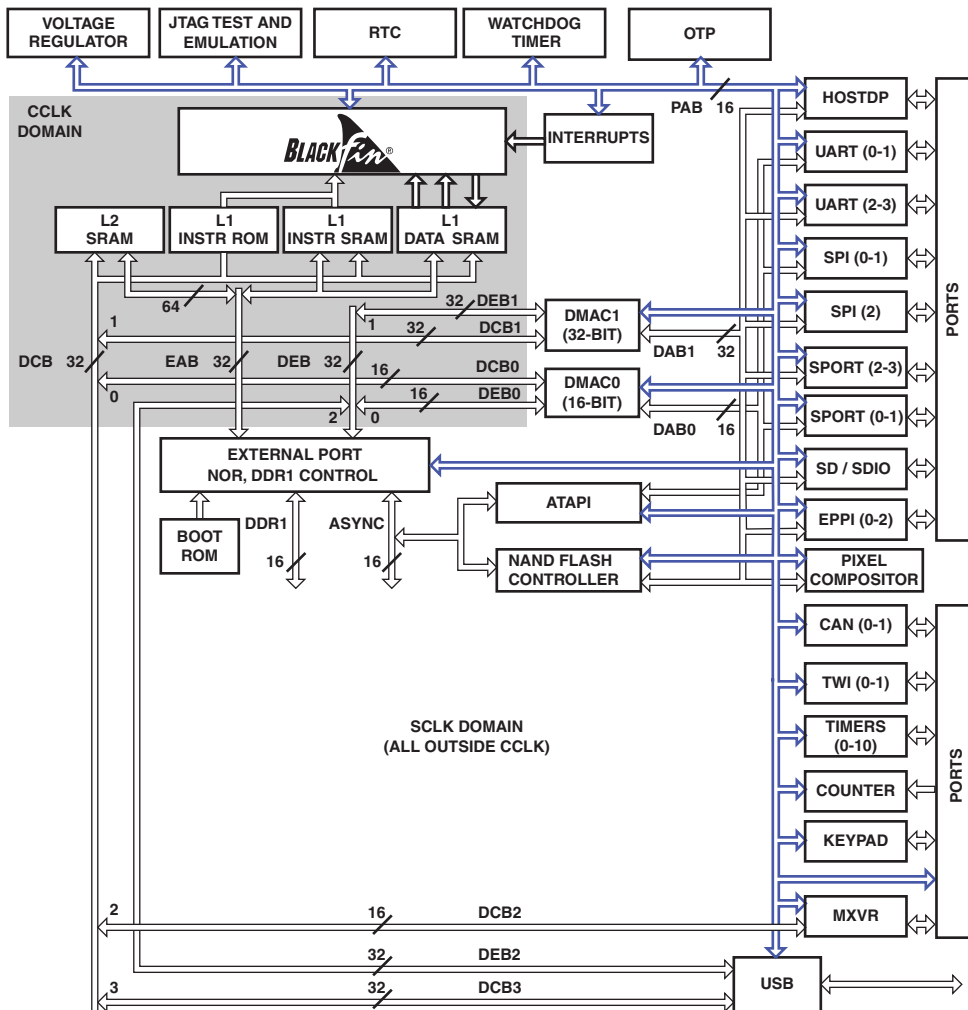 VOLTAGE
REGULATOR
JTAG TEST AND
EMULATION
RTC
WATCHDOG
TIMER
OTP
CCLK
DOMAIN
PAB
16
HOSTDP
BLACKfin®
INTERRUPTS
UART (0-1)
UART (2-3)
L2
SRAM
L1
INSTR ROM
L1
INSTR SRAM
L1
DATA SRAM
SPI (0-1)
64
32
DEB1
1
1
32
DCB1
DMAC1
(32-BIT)
SPI (2)
PORTS
DCB
32
EAB
32
DEB
32
DAB1
32
16
DCB0
SPORT (2-3)
0
16
DEB0
DMAC0
(16-BIT)
2
0
DAB0
16
SPORT (0-1)
EXTERNAL PORT
NOR, DDR1 CONTROL
SD / SDIO
BOOT
ROM
DDR1
16
ASYNC
16
ATAPI
EPPI (0-2)
NAND FLASH
CONTROLLER
PIXEL
COMPOSITOR
CAN (0-1)
TWI (0-1)
SCLK DOMAIN
(ALL OUTSIDE CCLK)
TIMERS
(0-10)
PORTS
COUNTER
KEYPAD
2
16
DCB2
MXVR
32
DEB2
3
32
DCB3
USB